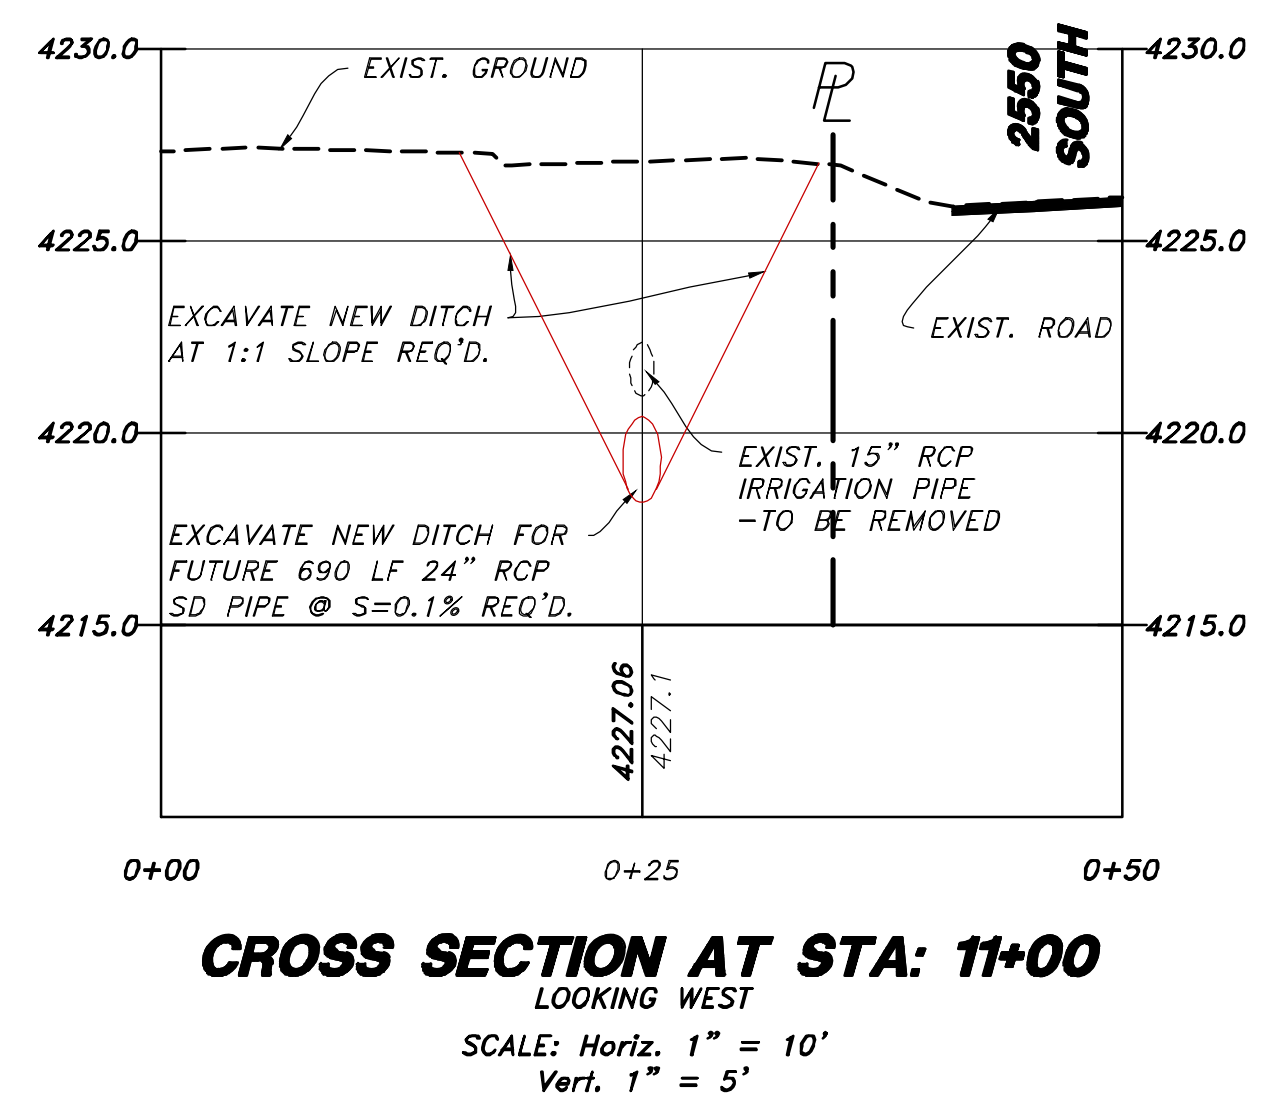 4230.0
EXIST. GROUND
PL
2550
SOUTH
4230.0
4225.0
4225.0
EXCAVATE NEW DITCH
AT 1:1 SLOPE REQ'D.
EXIST. ROAD
4220.0
4220.0
EXIST. 15" RCP
IRRIGATION PIPE
-TO BE REMOVED
EXCAVATE NEW DITCH FOR
FUTURE 690 LF 24" RCP
SD PIPE @ S=0.1% REQ'D.
4215.0
4215.0
4227.06
4227.1
0+00
0+25
0+50
CROSS SECTION AT STA: 11+00
LOOKING WEST
SCALE: Horiz. 1" = 10'
Vert. 1" = 5'